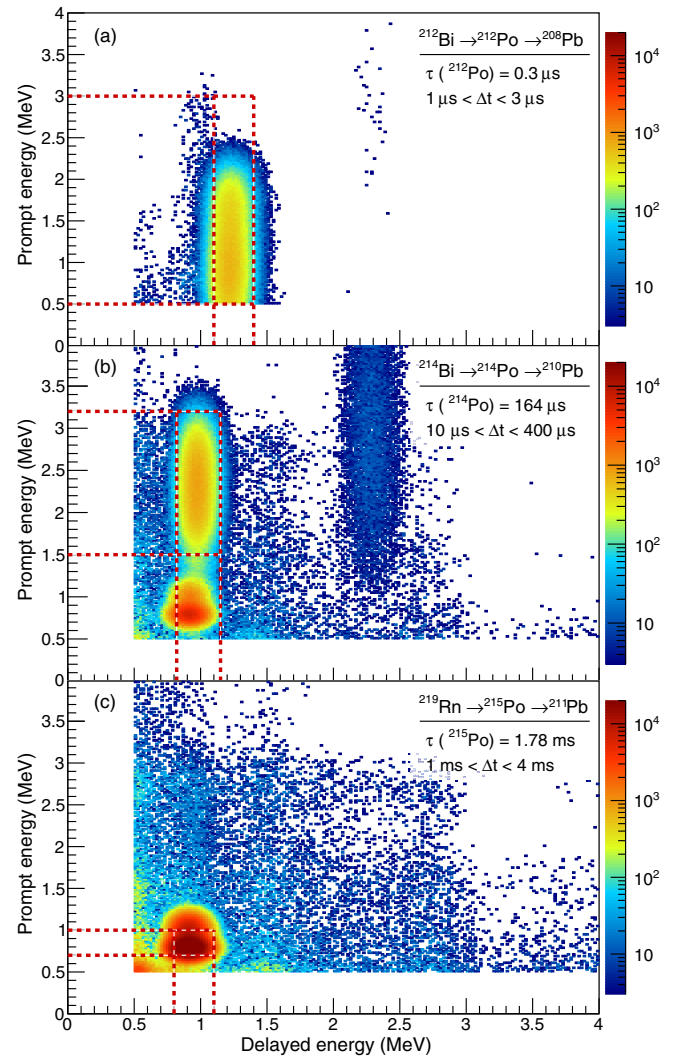 (a)
²¹²Bi →²¹²Po →²⁰⁸Pb
τ ( ²¹²Po) = 0.3 μs
1 μs < Δt < 3 μs
Prompt energy (MeV)
4
3.5
3
2.5
2
1.5
1
0.5
0
10⁴
10³
10²
10
(b)
²¹⁴Bi →²¹⁴Po →²¹⁰Pb
τ ( ²¹⁴Po) = 164 μs
10 μs < Δt < 400 μs
Prompt energy (MeV)
3.5
3
2.5
2
1.5
1
0.5
0
10⁴
10³
10²
10
(c)
²¹⁹Rn →²¹⁵Po →²¹¹Pb
τ ( ²¹⁵Po) = 1.78 ms
1 ms < Δt < 4 ms
Prompt energy (MeV)
3.5
3
2.5
2
1.5
1
0.5
0
10⁴
10³
10²
10
0 0.5 1 1.5 2 2.5 3 3.5 4
Delayed energy (MeV)